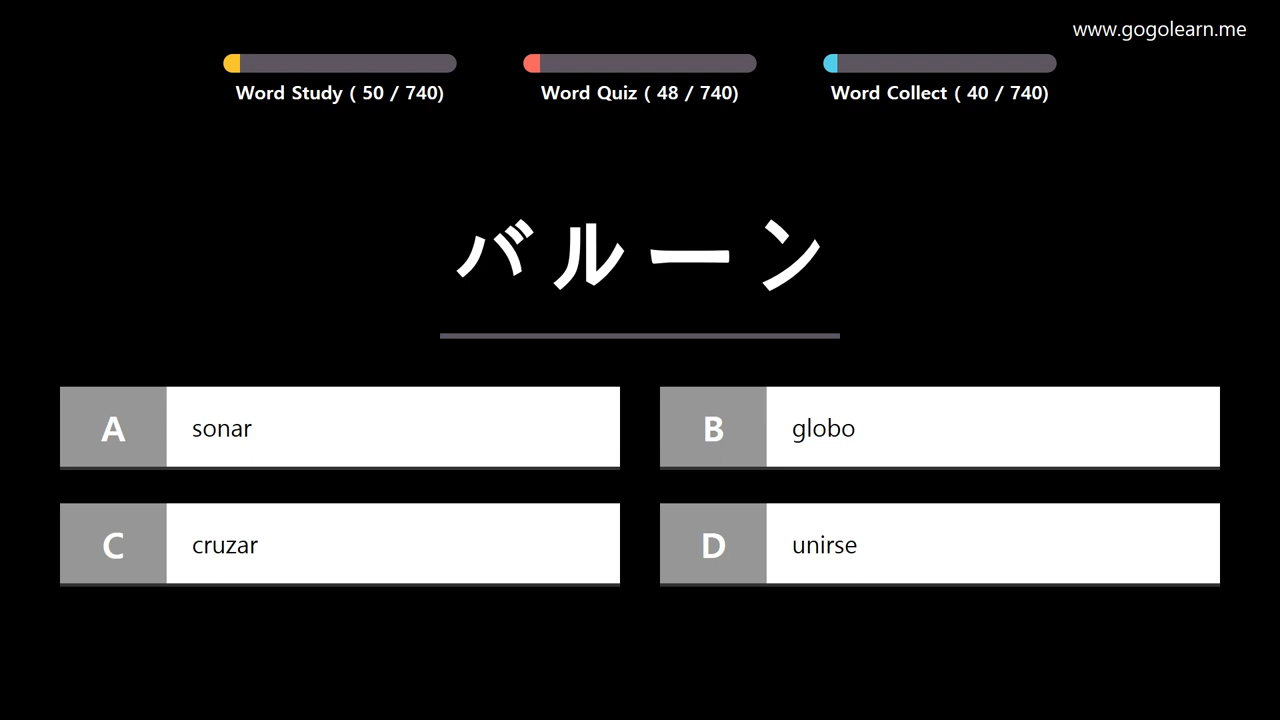 www.gogolearn.me
Word Study ( 50 / 740)
Word Quiz ( 48 / 740)
Word Collect ( 40 / 740)
バルーン
A sonar
B globo
C cruzar
D unirse